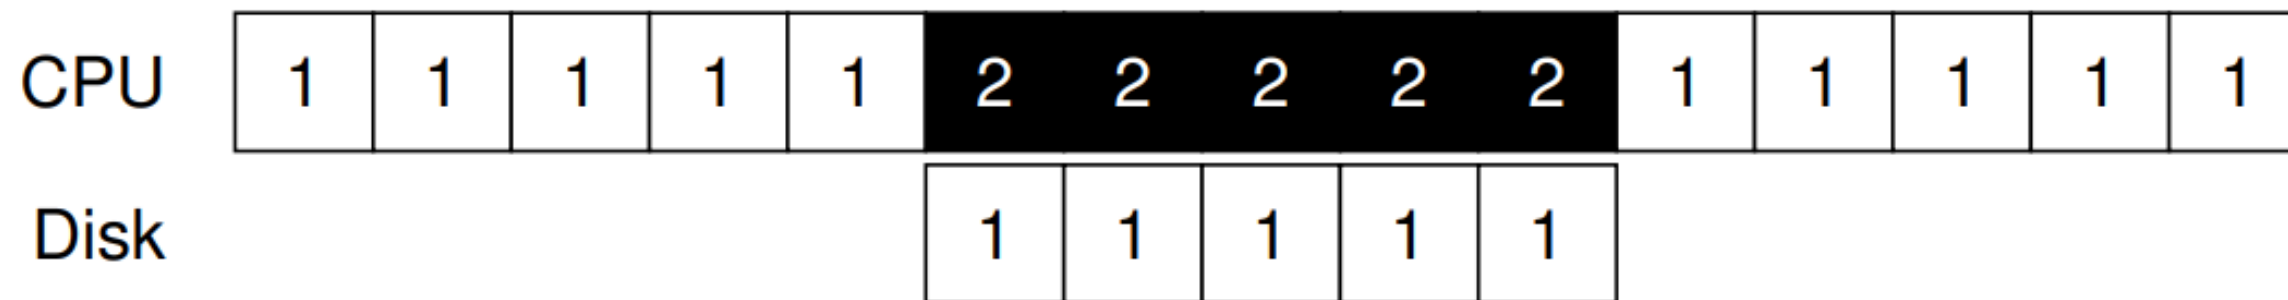 CPU 1 1 1 1 1 2 2 2 2 2 1 1 1 1 1
Disk 1 1 1 1 1